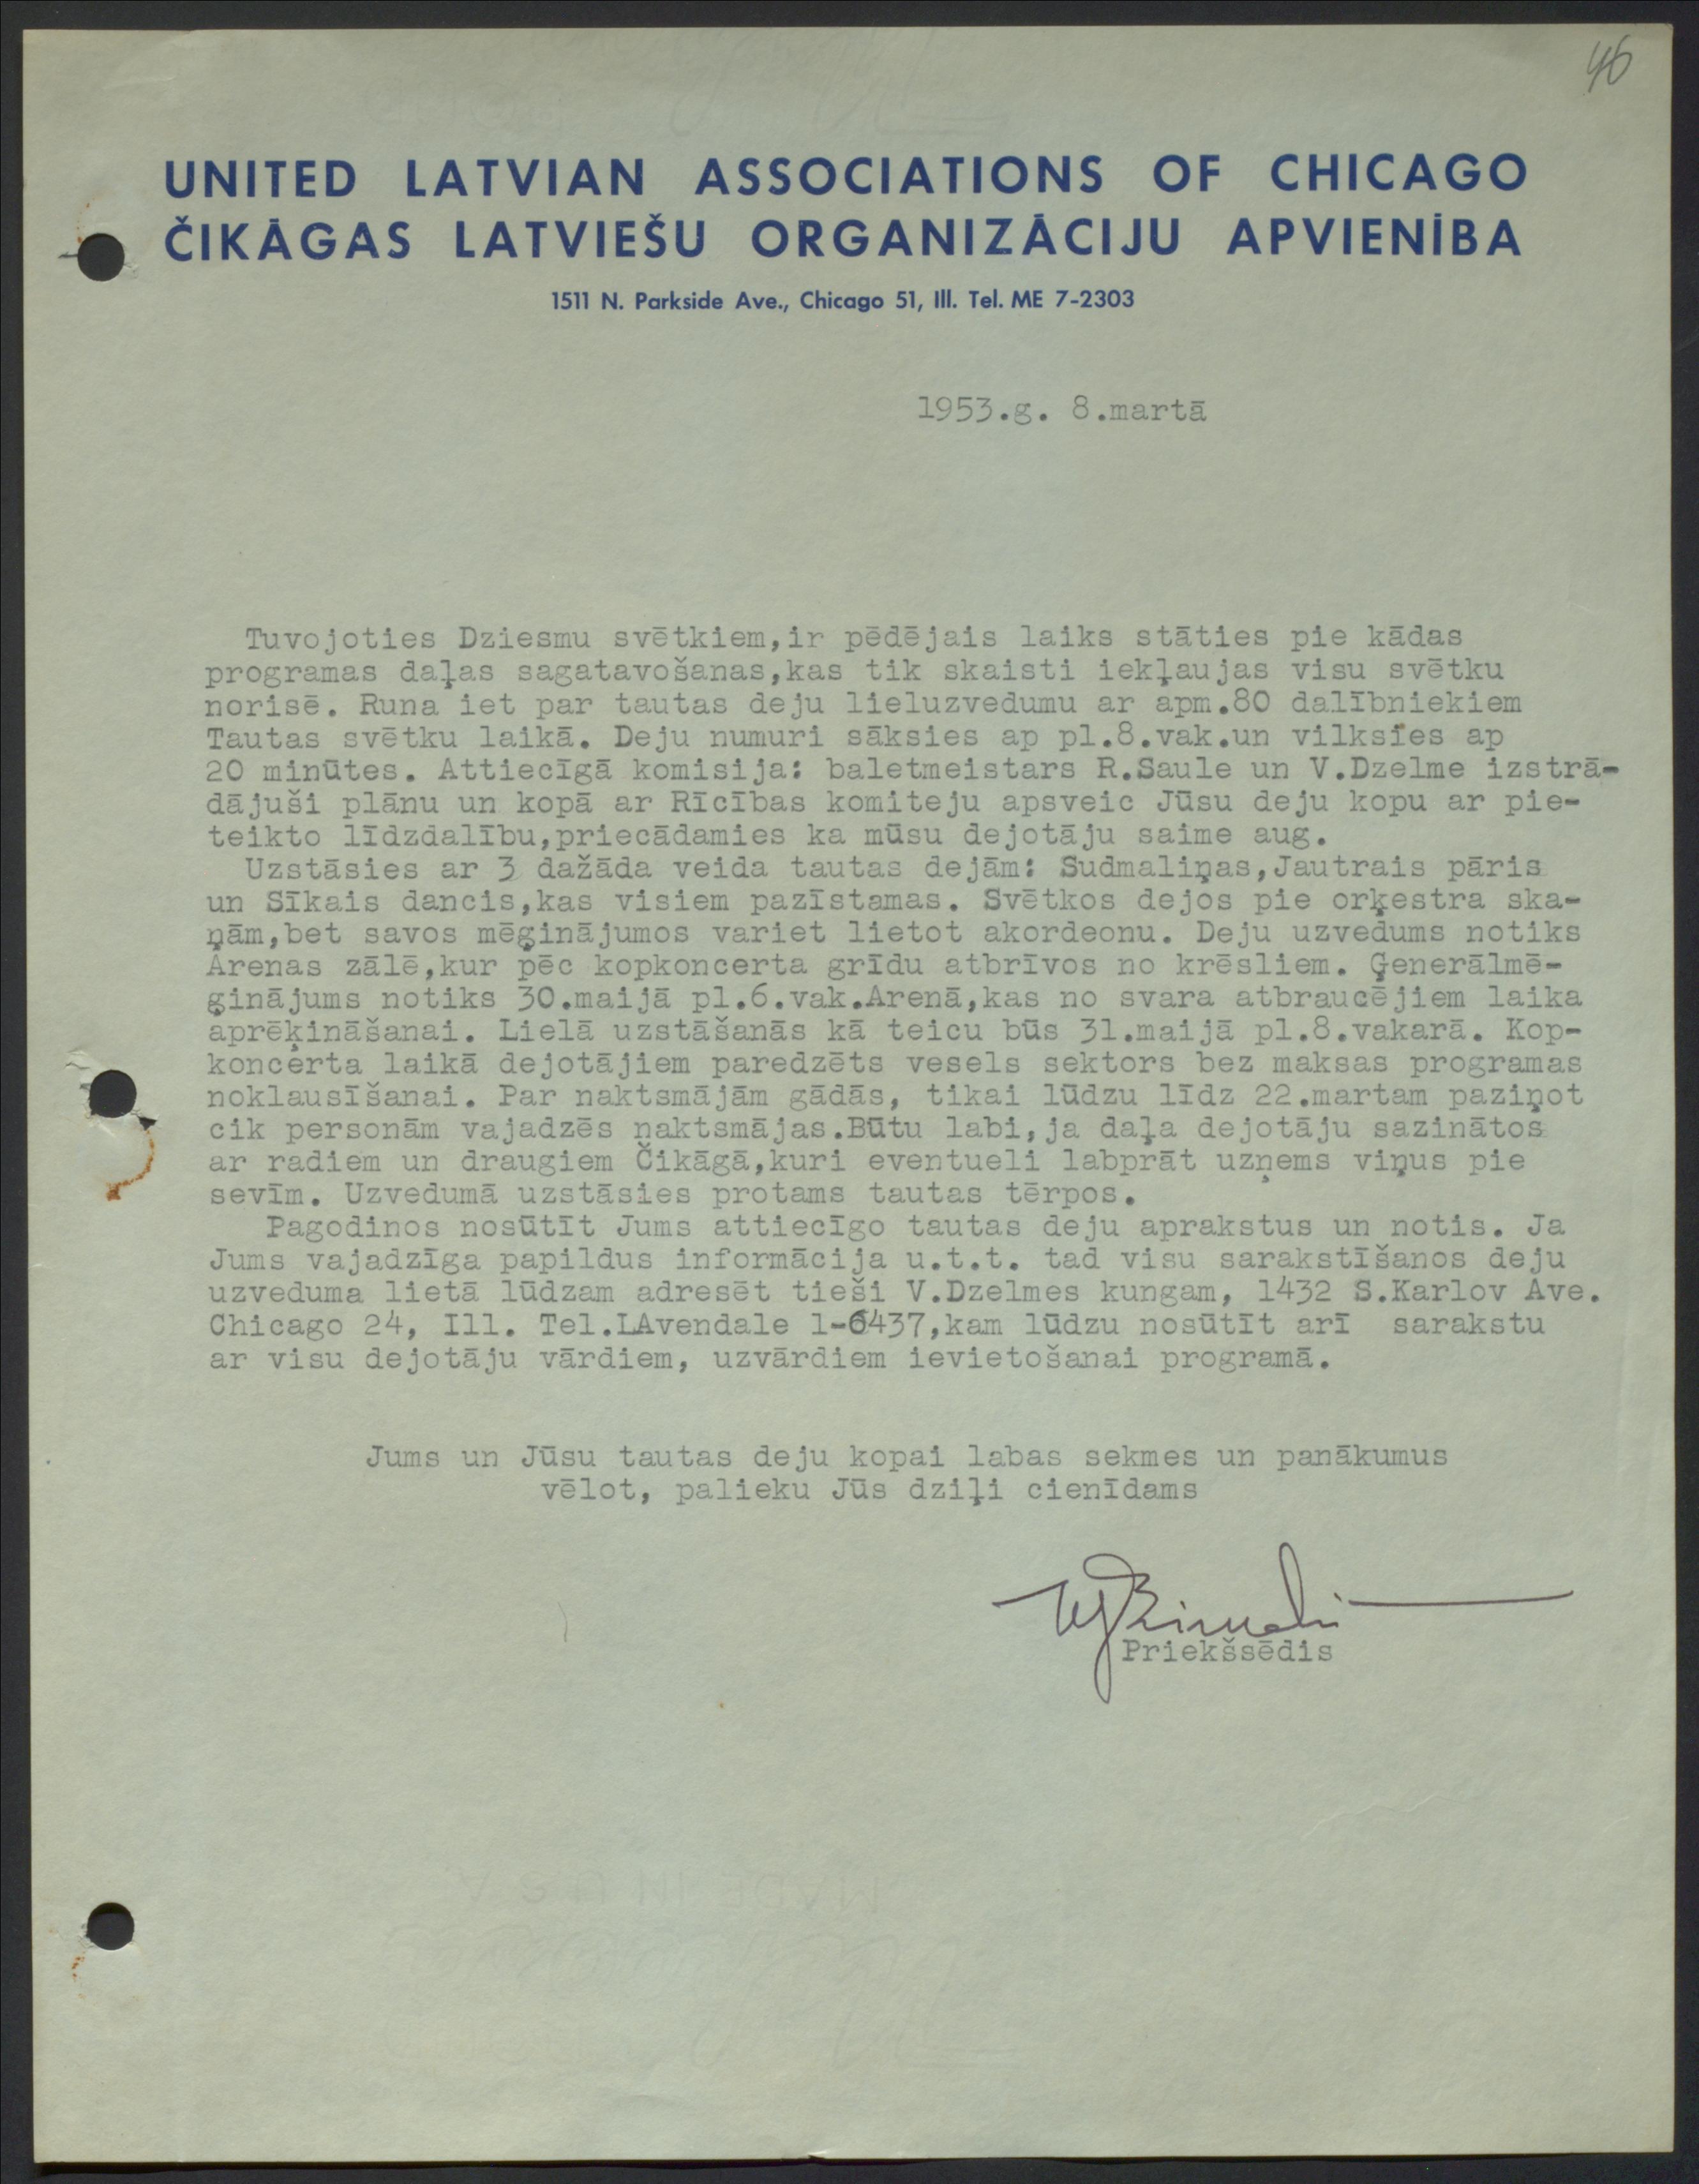 46
UNITED LATVIAN ASSOCIATIONS OF CHICAGO
ČIKĀGAS LATVIEŠU ORGANIZĀCIJU APVIENĪBA
1511 N. Parkside Ave., Chicago 51, Ill. Tel. ME 7-2303
1953.g. 8.martā
Tuvojoties Dziesmu svētkiem,ir pēdējais laiks stāties pie kādas
programas daļas sagatavošanas,kas tik skaisti iekļaujas visu svētku
norisē. Runa iet par tautas deju lieluzvedumu ar apm.80 dalībniekiem
Tautas svētku laikā. Deju numuri sāksies ap pl.8.vak.un vilksies ap
20 minūtes. Attiecīgā komisija: baletmeistars R.Saule un V.Dzelme izstrā-
dājuši plānu un kopā ar Rīcības komiteju apsveic Jūsu deju kopu ar pie-
teikto līdzdalību,priecādamies ka mūsu dejotāju saime aug.
Uzstāsies ar 3 dažāda veida tautas dejām: Sudmaliņas,Jautrais pāris
un Sīkais dancis,kas visiem pazīstamas. Svētkos dejos pie orķestra ska-
ņām,bet savos mēģinājumos variet lietot akordeonu. Deju uzvedums notiks
Arenas zālē,kur pēc kopkoncerta grīdu atbrīvos no krēsliem. Ģenerālmē-
ģinājums notiks 30.maijā pl.6.vak.Arenā,kas no svara atbraucējiem laika
aprēķināšanai. Lielā uzstāšanās kā teicu būs 31.maijā pl.8.vakarā. Kop-
koncerta laikā dejotājiem paredzēts vesels sektors bez maksas programas
noklausīšanai. Par naktsmājām gādās, tikai lūdzu līdz 22.martam paziņot
cik personām vajadzēs naktsmājas.Būtu labi,ja daļa dejotāju sazinātos
ar radiem un draugiem Čikāgā,kuri eventueli labprāt uzņems viņus pie
sevīm. Uzvedumā uzstāsies protams tautas tērpos.
Pagodinos nosūtīt Jums attiecīgo tautas deju aprakstus un notis. Ja
Jums vajadzīga papildus informācija u.t.t. tad visu sarakstīšanos deju
uzveduma lietā lūdzam adresēt tieši V.Dzelmes kungam, 1432 S.Karlov Ave.
Chicago 24, Ill. Tel.LAvendale 1-6437,kam lūdzu nosūtīt arī sarakstu
ar visu dejotāju vārdiem, uzvārdiem ievietošanai programā.
Jums un Jūsu tautas deju kopai labas sekmes un panākumus
vēlot, palieku Jūs dziļi cienīdams
Priekšsēdis
MADE IN U S A